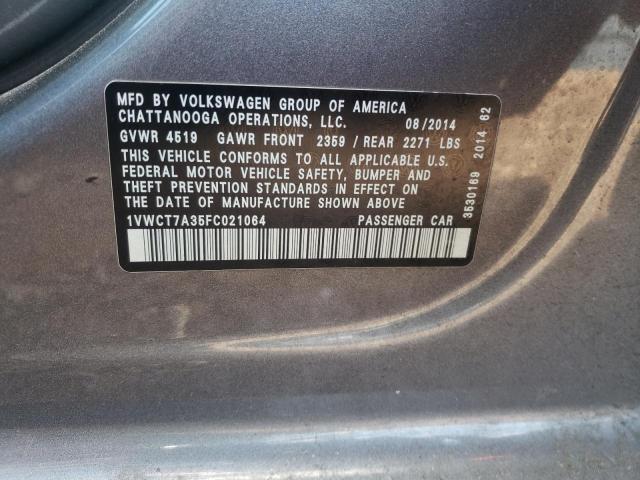 MFD BY VOLKSWAGEN GROUP OF AMERICA
CHATTANOOGA OPERATIONS, LLC. 08/2014
GVWR 4519 GAWR FRONT 2359 / REAR 2271 LBS
THIS VEHICLE CONFORMS TO ALL APPLICABLE U.S.
FEDERAL MOTOR VEHICLE SAFETY, BUMPER AND
THEFT PREVENTION STANDARDS IN EFFECT ON
THE DATE OF MANUFACTURE SHOWN ABOVE
1VWCT7A35FC021064 PASSENGER CAR
3530169 2014 62